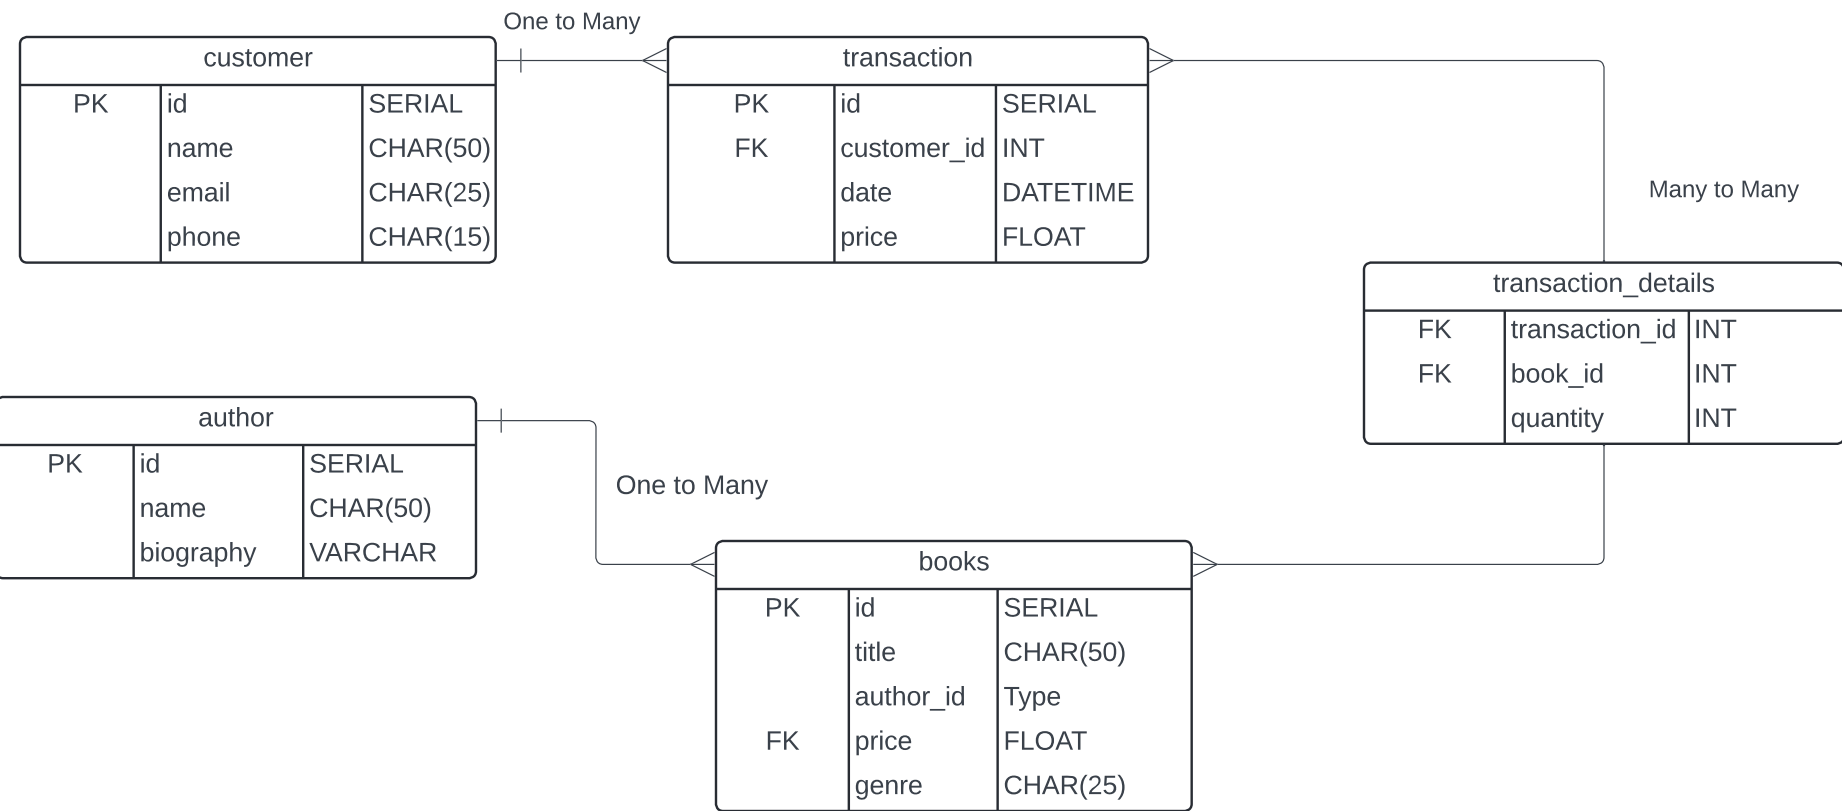 One to Many
customer
PK id SERIAL
name CHAR(50)
email CHAR(25)
phone CHAR(15)
transaction
PK id SERIAL
FK customer_id INT
date DATETIME
price FLOAT
Many to Many
transaction_details
FK transaction_id INT
FK book_id INT
quantity INT
author
PK id SERIAL
name CHAR(50)
biography VARCHAR
One to Many
books
PK id SERIAL
title CHAR(50)
author_id Type
FK price FLOAT
genre CHAR(25)